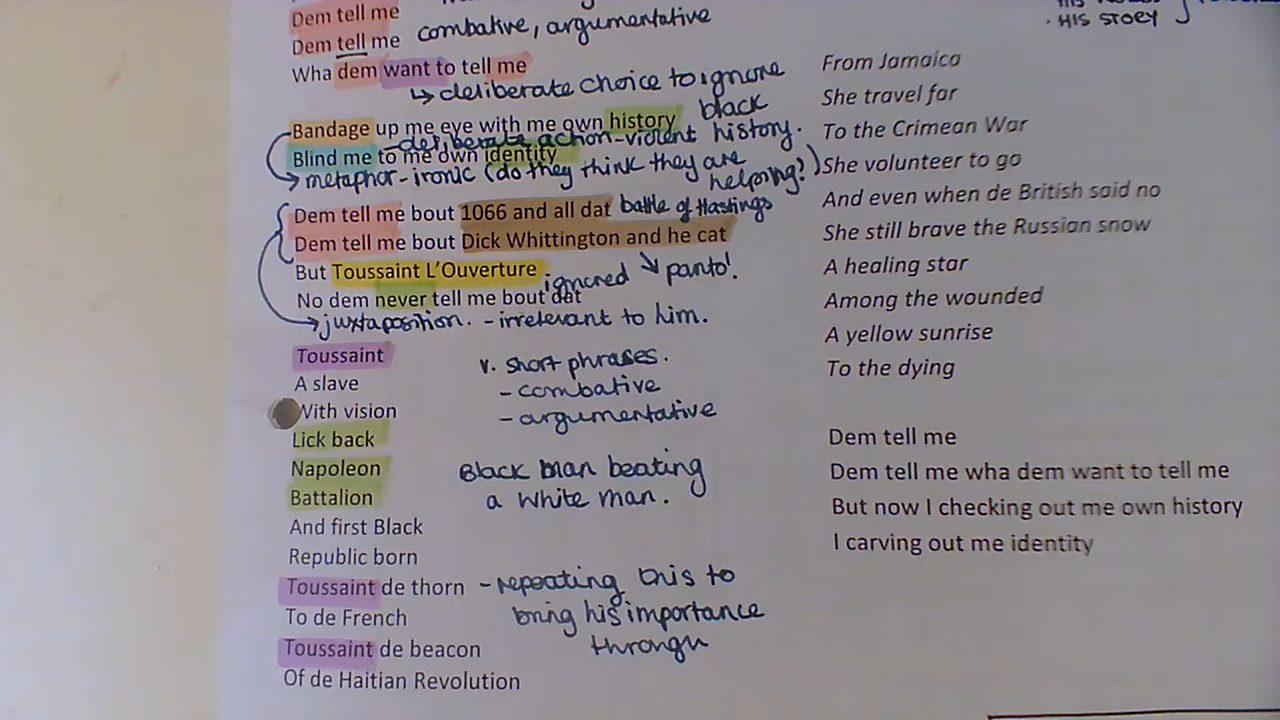 Dem tell me
Dem tell me combative, argumentative
Wha dem want to tell me
↳ deliberate choice to ignore
black
Bandage up me eye with me own history
- deliberate action - violent history.
Blind me to me own identity
→ metaphor - ironic (do they think they are
helping?)
Dem tell me bout 1066 and all dat battle of Hastings
Dem tell me bout Dick Whittington and he cat
But Toussaint L'Ouverture ignored ↘ panto!
No dem never tell me bout dat
→ juxtaposition. - irrelevant to him.
Toussaint
A slave
With vision
Lick back
Napoleon
Battalion
And first Black
Republic born
Toussaint de thorn
To de French
Toussaint de beacon
Of de Haitian Revolution
v. short phrases.
- combative
- argumentative
Black man beating
a white man.
- repeating this to
bring his importance
through
· HIS STOEY
From Jamaica
She travel far
To the Crimean War
She volunteer to go
And even when de British said no
She still brave the Russian snow
A healing star
Among the wounded
A yellow sunrise
To the dying
Dem tell me
Dem tell me wha dem want to tell me
But now I checking out me own history
I carving out me identity